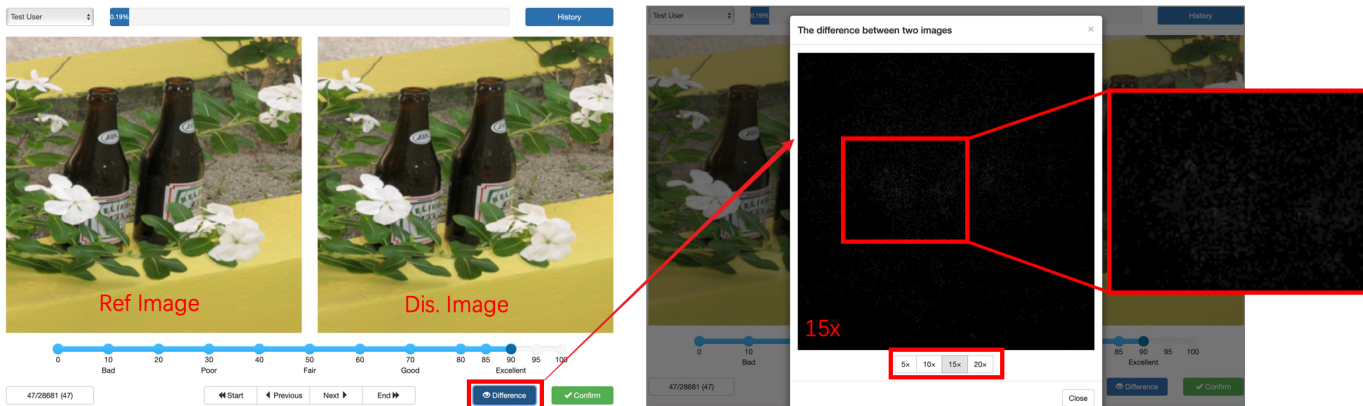 Test User
0.19%
History
Ref Image
Dis. Image
0 10 20 30 40 50 60 70 80 85 90 95 100
Bad Poor Fair Good Excellent
47/28681 (47)
Start
Previous
Next
End
Difference
Confirm
Test User
0.19%
History
The difference between two images
×
15x
5× 10× 15× 20×
Close
0 10
Bad
85 90 95 100
Excellent
47/28681 (47)
Difference
Confirm